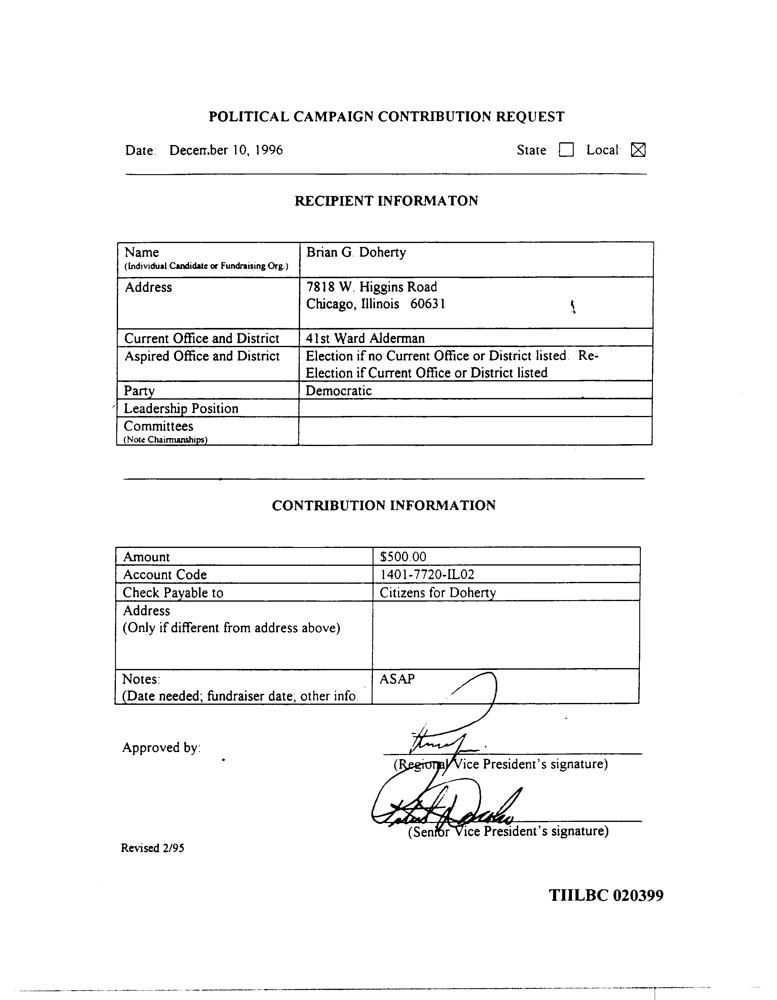 POLITICAL CAMPAIGN CONTRIBUTION REQUEST
Date: December 10, 1996 State ☐ Local ☒
RECIPIENT INFORMATON
Name Brian G. Doherty
(Individual Candidate or Fundraising Org.)
Address 7818 W. Higgins Road
Chicago, Illinois 60631
Current Office and District 41st Ward Alderman
Aspired Office and District Election if no Current Office or District listed. Re-
Election if Current Office or District listed
Party Democratic
Leadership Position
Committees
(Note Chairmanships)
CONTRIBUTION INFORMATION
Amount $500.00
Account Code 1401-7720-IL02
Check Payable to Citizens for Doherty
Address
(Only if different from address above)
Notes: ASAP
(Date needed; fundraiser date; other info.
Approved by:
(Regional Vice President's signature)
(Senior Vice President's signature)
Revised 2/95
TIILBC 020399